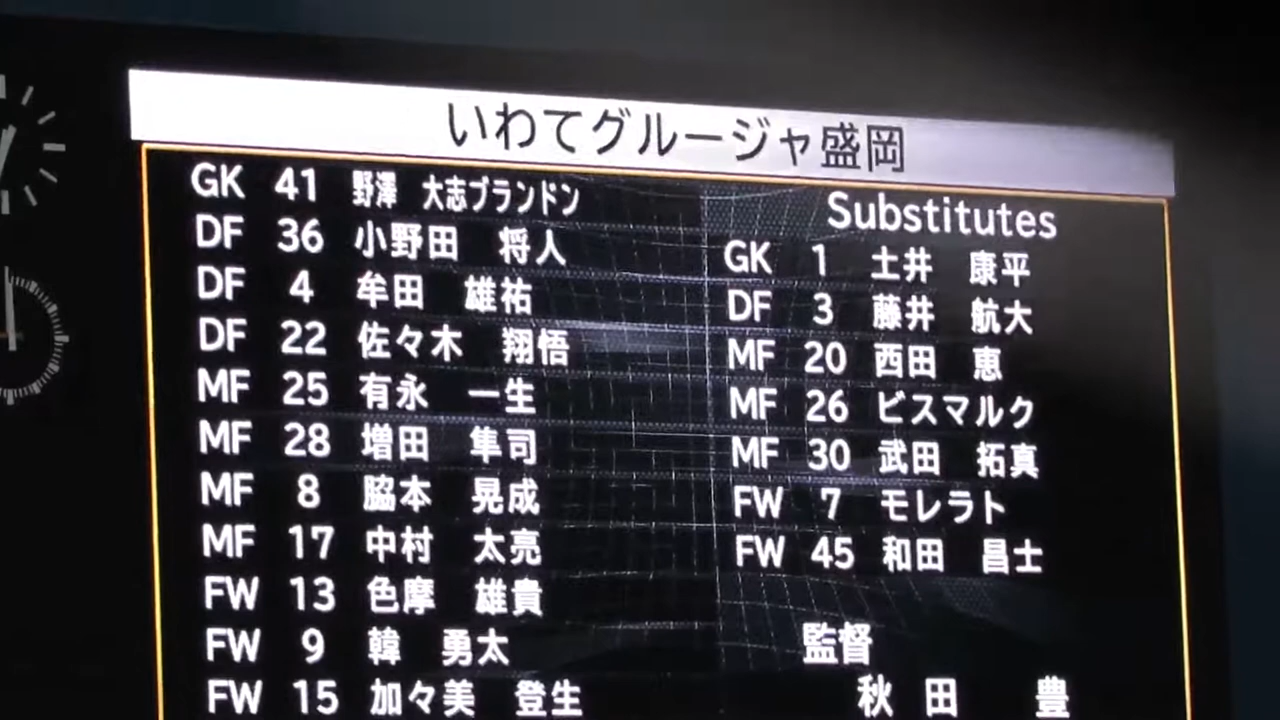 いわてグルージャ盛岡
GK 41 野澤 大志ブランドン
DF 36 小野田 将人
DF 4 牟田 雄祐
DF 22 佐々木 翔悟
MF 25 有永 一生
MF 28 増田 隼司
MF 8 脇本 晃成
MF 17 中村 太亮
FW 13 色摩 雄貴
FW 9 韓 勇太
FW 15 加々美 登生
Substitutes
GK 1 土井 康平
DF 3 藤井 航大
MF 20 西田 恵
MF 26 ビスマルク
MF 30 武田 拓真
FW 7 モレラト
FW 45 和田 昌士
監督
秋田 豊